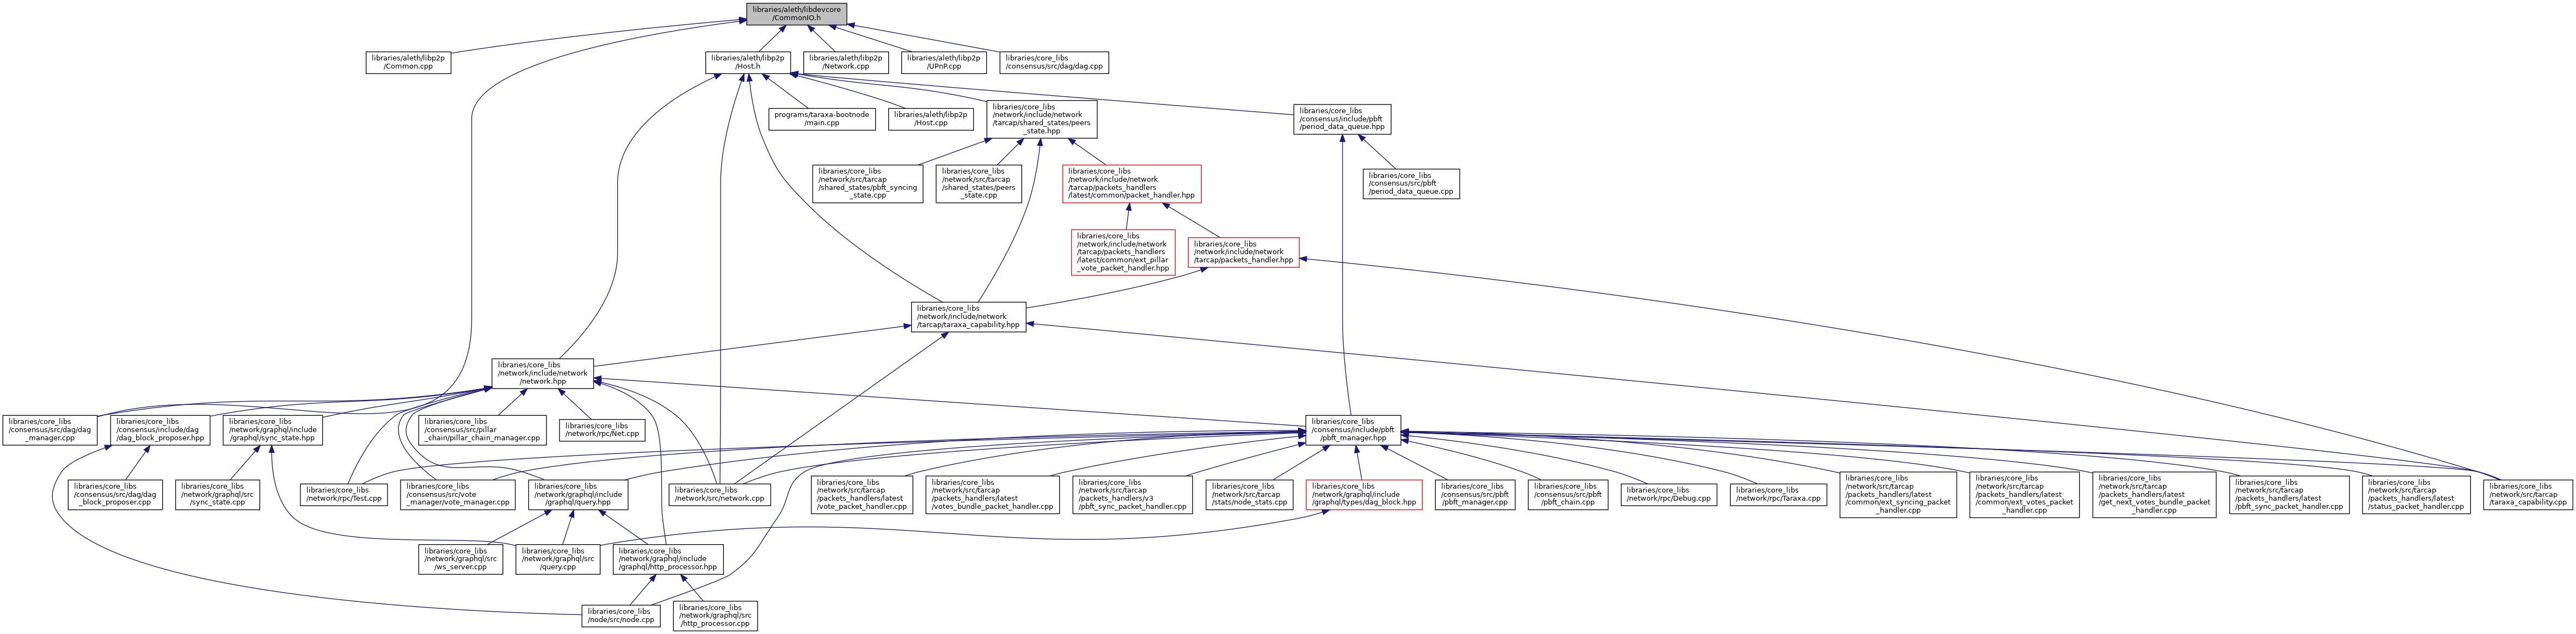 libraries/aleth/libdevcore
/CommonIO.h
libraries/aleth/libp2p
/Common.cpp
libraries/aleth/libp2p
/Host.h
libraries/aleth/libp2p
/Network.cpp
libraries/aleth/libp2p
/UPnP.cpp
libraries/core_libs
/consensus/src/dag/dag.cpp
programs/taraxa-bootnode
/main.cpp
libraries/aleth/libp2p
/Host.cpp
libraries/core_libs
/network/include/network
/tarcap/shared_states/peers
_state.hpp
libraries/core_libs
/consensus/include/pbft
/period_data_queue.hpp
libraries/core_libs
/network/src/tarcap
/shared_states/pbft_syncing
_state.cpp
libraries/core_libs
/network/src/tarcap
/shared_states/peers
_state.cpp
libraries/core_libs
/network/include/network
/tarcap/packets_handlers
/latest/common/packet_handler.hpp
libraries/core_libs
/consensus/src/pbft
/period_data_queue.cpp
libraries/core_libs
/network/include/network
/tarcap/packets_handlers
/latest/common/ext_pillar
_vote_packet_handler.hpp
libraries/core_libs
/network/include/network
/tarcap/packets_handler.hpp
libraries/core_libs
/network/include/network
/tarcap/taraxa_capability.hpp
libraries/core_libs
/network/include/network
/network.hpp
libraries/core_libs
/consensus/src/dag/dag
_manager.cpp
libraries/core_libs
/consensus/include/dag
/dag_block_proposer.hpp
libraries/core_libs
/network/graphql/include
/graphql/sync_state.hpp
libraries/core_libs
/consensus/src/pillar
_chain/pillar_chain_manager.cpp
libraries/core_libs
/network/rpc/Net.cpp
libraries/core_libs
/consensus/include/pbft
/pbft_manager.hpp
libraries/core_libs
/consensus/src/dag/dag
_block_proposer.cpp
libraries/core_libs
/network/graphql/src
/sync_state.cpp
libraries/core_libs
/network/rpc/Test.cpp
libraries/core_libs
/consensus/src/vote
_manager/vote_manager.cpp
libraries/core_libs
/network/graphql/include
/graphql/query.hpp
libraries/core_libs
/network/src/network.cpp
libraries/core_libs
/network/src/tarcap
/packets_handlers/latest
/vote_packet_handler.cpp
libraries/core_libs
/network/src/tarcap
/packets_handlers/latest
/votes_bundle_packet_handler.cpp
libraries/core_libs
/network/src/tarcap
/packets_handlers/v3
/pbft_sync_packet_handler.cpp
libraries/core_libs
/network/src/tarcap
/stats/node_stats.cpp
libraries/core_libs
/network/graphql/include
/graphql/types/dag_block.hpp
libraries/core_libs
/consensus/src/pbft
/pbft_manager.cpp
libraries/core_libs
/consensus/src/pbft
/pbft_chain.cpp
libraries/core_libs
/network/rpc/Debug.cpp
libraries/core_libs
/network/rpc/Taraxa.cpp
libraries/core_libs
/network/src/tarcap
/packets_handlers/latest
/common/ext_syncing_packet
_handler.cpp
libraries/core_libs
/network/src/tarcap
/packets_handlers/latest
/common/ext_votes_packet
_handler.cpp
libraries/core_libs
/network/src/tarcap
/packets_handlers/latest
/get_next_votes_bundle_packet
_handler.cpp
libraries/core_libs
/network/src/tarcap
/packets_handlers/latest
/pbft_sync_packet_handler.cpp
libraries/core_libs
/network/src/tarcap
/packets_handlers/latest
/status_packet_handler.cpp
libraries/core_libs
/network/src/tarcap
/taraxa_capability.cpp
libraries/core_libs
/network/graphql/src
/ws_server.cpp
libraries/core_libs
/network/graphql/src
/query.cpp
libraries/core_libs
/network/graphql/include
/graphql/http_processor.hpp
libraries/core_libs
/node/src/node.cpp
libraries/core_libs
/network/graphql/src
/http_processor.cpp